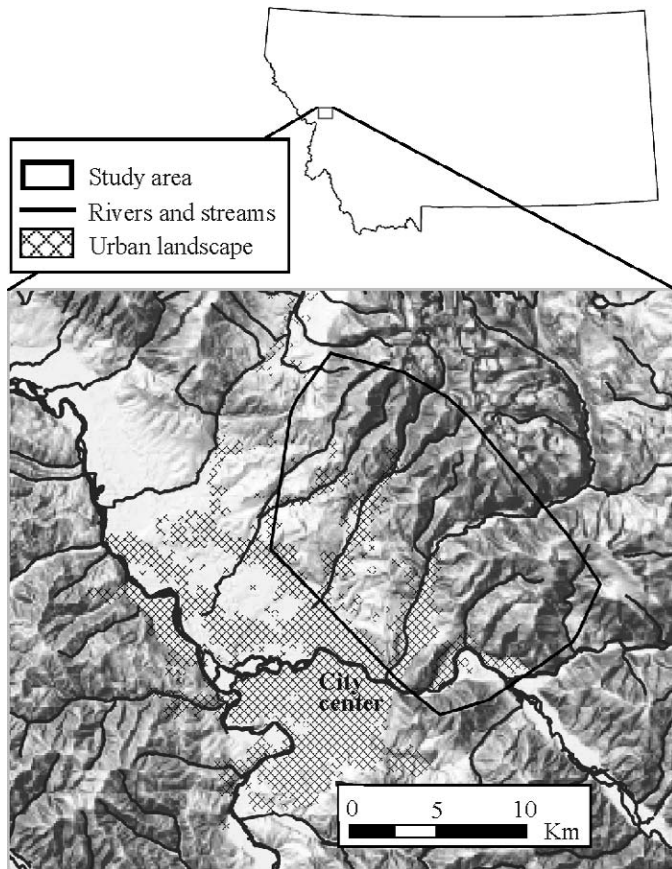 Study area
Rivers and streams
Urban landscape
City
center
0 5 10
Km